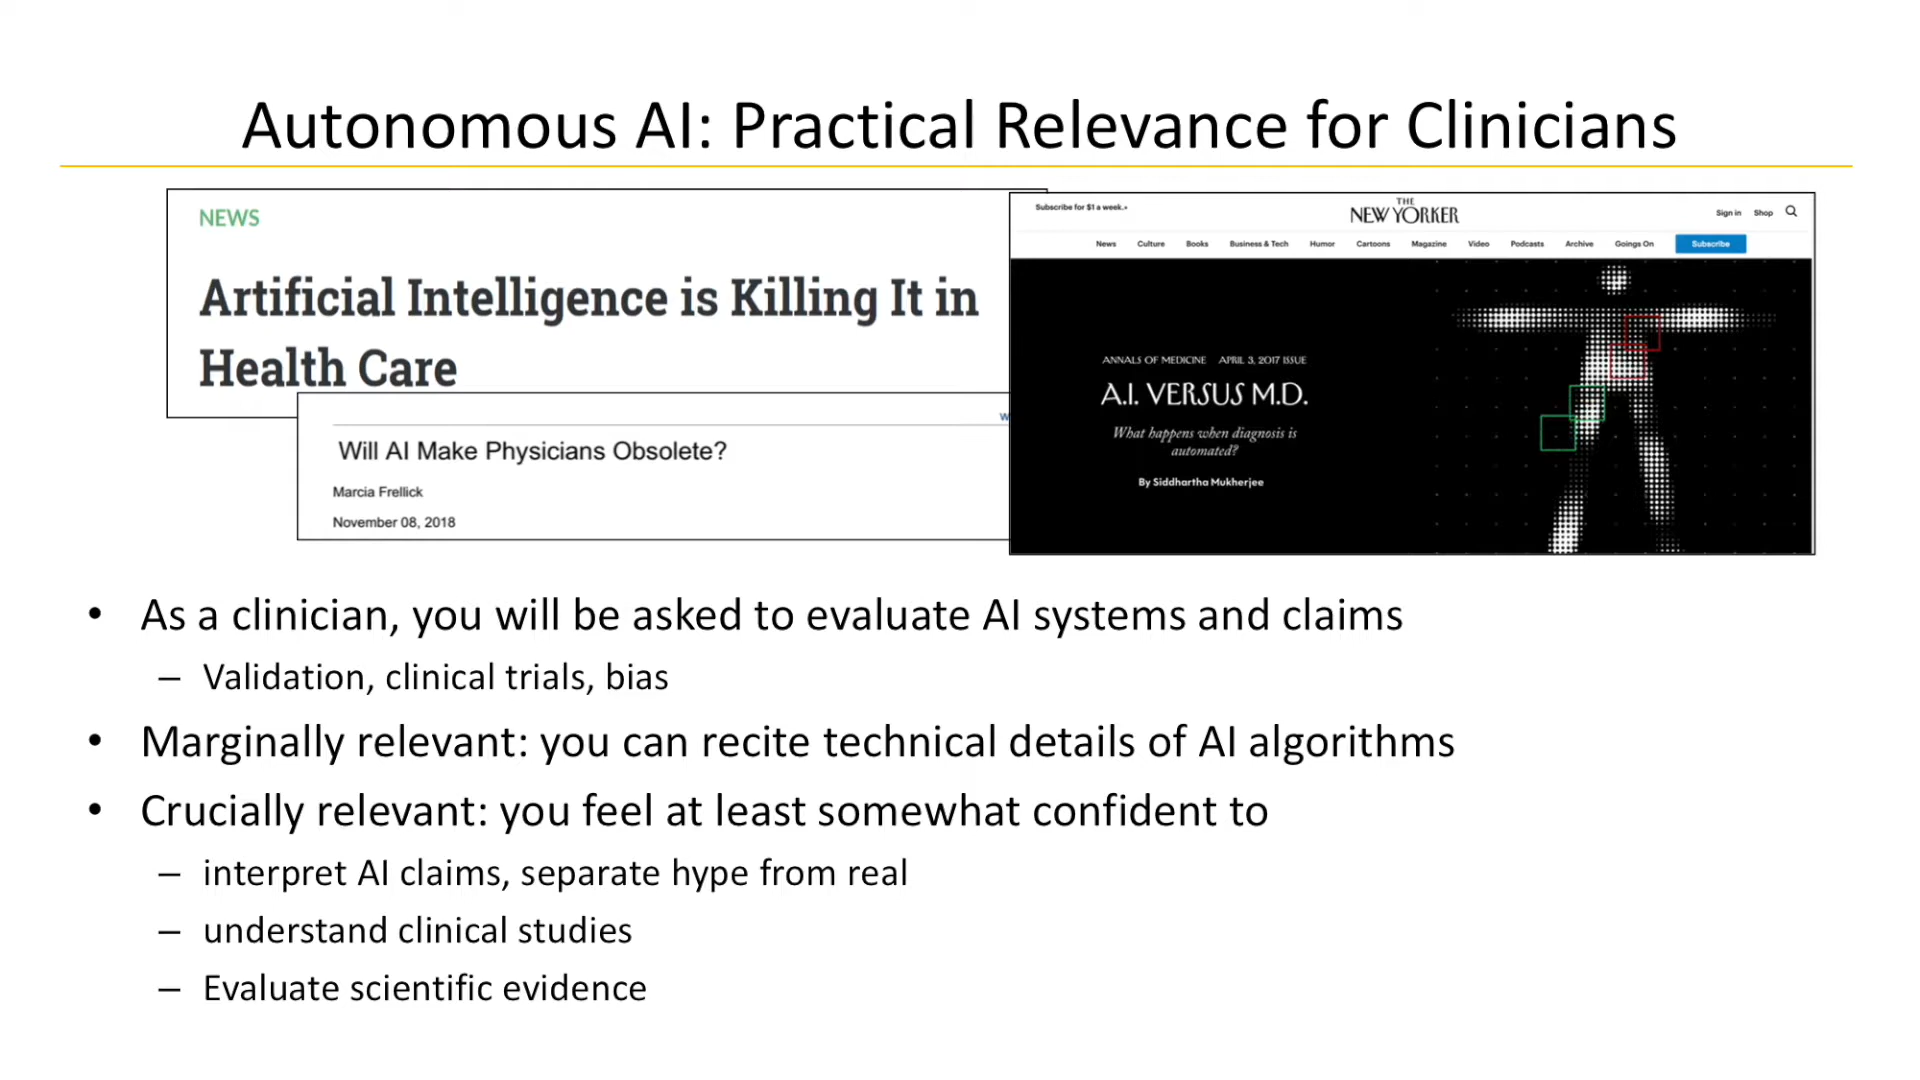 Autonomous AI: Practical Relevance for Clinicians
NEWS
Artificial Intelligence is Killing It in
Health Care
Will AI Make Physicians Obsolete?
Marcia Frellick
November 08, 2018
Subscribe for $1 a week.+
THE
NEW YORKER
Sign in Shop
News Culture Books Business & Tech Humor Cartoons Magazine Video Podcasts Archive Goings On Subscribe
ANNALS OF MEDICINE APRIL 3, 2017 ISSUE
A.I. VERSUS M.D.
What happens when diagnosis is
automated?
By Siddhartha Mukherjee
• As a clinician, you will be asked to evaluate AI systems and claims
– Validation, clinical trials, bias
• Marginally relevant: you can recite technical details of AI algorithms
• Crucially relevant: you feel at least somewhat confident to
– interpret AI claims, separate hype from real
– understand clinical studies
– Evaluate scientific evidence